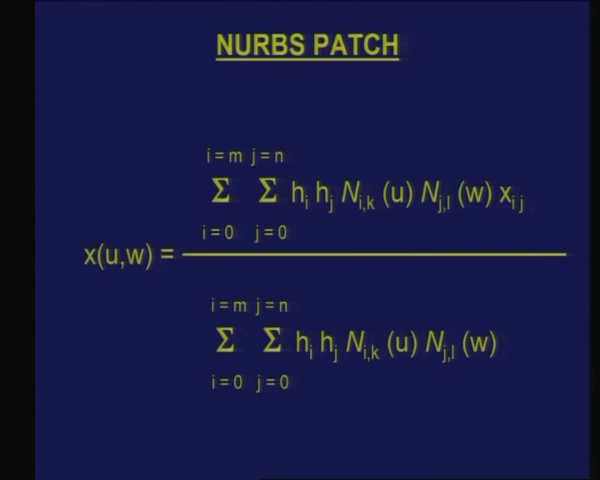 NURBS PATCH
i = m j = n
Σ Σ hi hj Ni,k (u) Nj,l (w) xi j
i = 0 j = 0
x(u,w) =
i = m j = n
Σ Σ hi hj Ni,k (u) Nj,l (w)
i = 0 j = 0